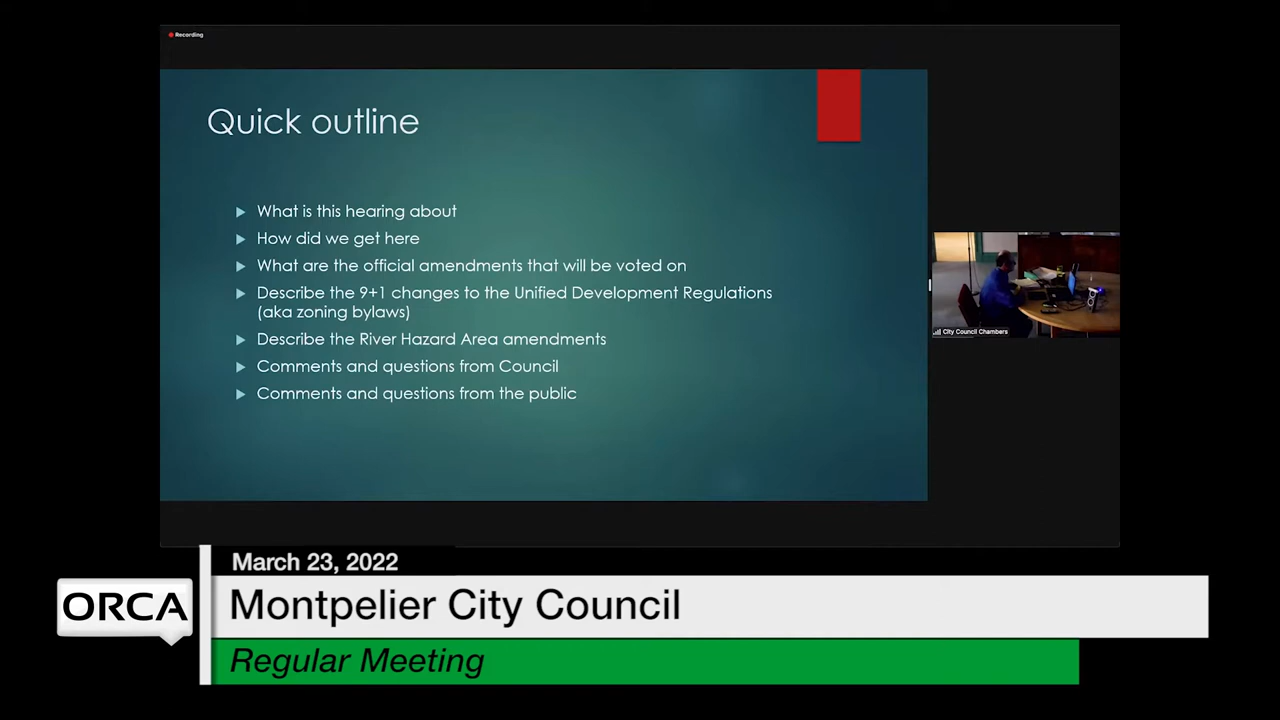 Recording
Quick outline
What is this hearing about
How did we get here
What are the official amendments that will be voted on
Describe the 9+1 changes to the Unified Development Regulations
(aka zoning bylaws)
Describe the River Hazard Area amendments
Comments and questions from Council
Comments and questions from the public
City Council Chambers
March 23, 2022
ORCA
Montpelier City Council
Regular Meeting